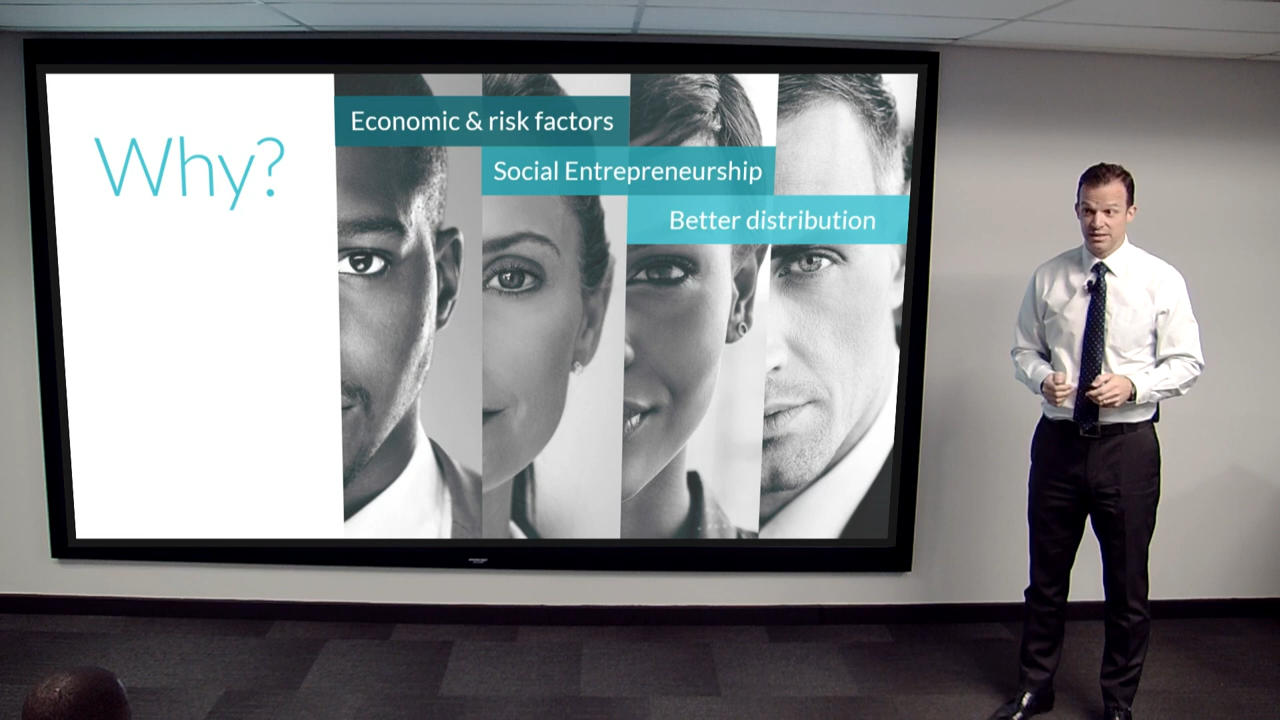 Why?
Economic & risk factors
Social Entrepreneurship
Better distribution